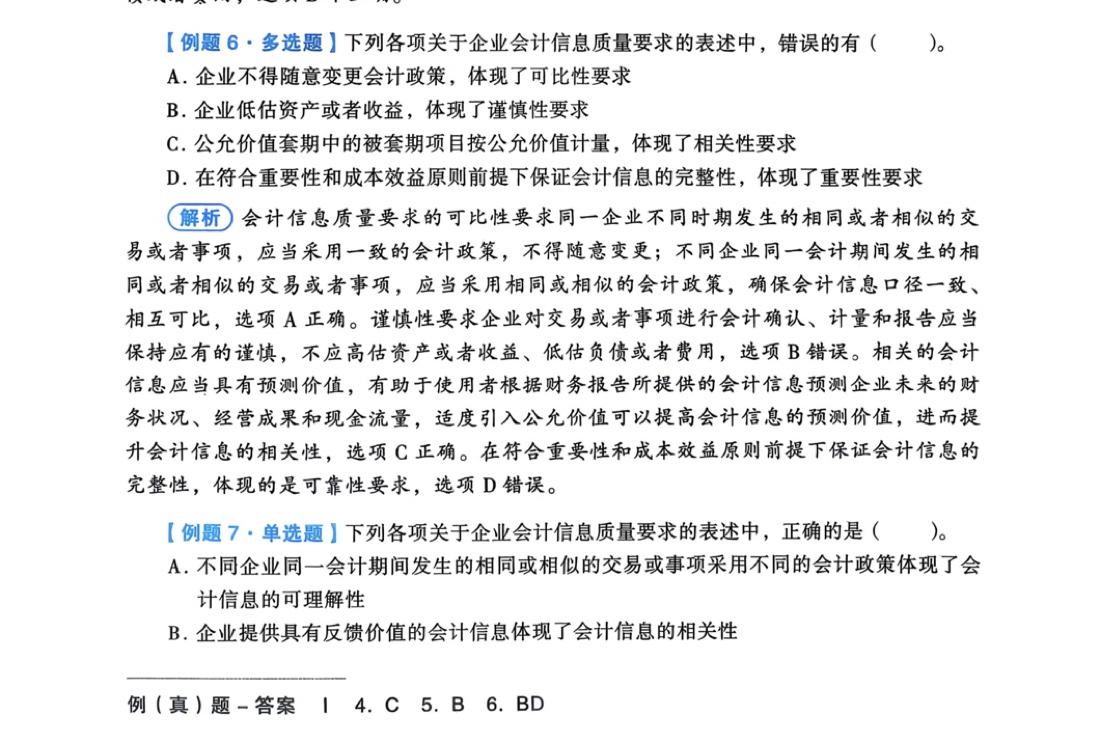 【例题 6·多选题】下列各项关于企业会计信息质量要求的表述中，错误的有（　　）。
A. 企业不得随意变更会计政策，体现了可比性要求
B. 企业低估资产或者收益，体现了谨慎性要求
C. 公允价值套期中的被套期项目按公允价值计量，体现了相关性要求
D. 在符合重要性和成本效益原则前提下保证会计信息的完整性，体现了重要性要求
解析 会计信息质量要求的可比性要求同一企业不同时期发生的相同或者相似的交
易或者事项，应当采用一致的会计政策，不得随意变更；不同企业同一会计期间发生的相
同或者相似的交易或者事项，应当采用相同或相似的会计政策，确保会计信息口径一致、
相互可比，选项 A 正确。谨慎性要求企业对交易或者事项进行会计确认、计量和报告应当
保持应有的谨慎，不应高估资产或者收益、低估负债或者费用，选项 B 错误。相关的会计
信息应当具有预测价值，有助于使用者根据财务报告所提供的会计信息预测企业未来的财
务状况、经营成果和现金流量，适度引入公允价值可以提高会计信息的预测价值，进而提
升会计信息的相关性，选项 C 正确。在符合重要性和成本效益原则前提下保证会计信息的
完整性，体现的是可靠性要求，选项 D 错误。
【例题 7·单选题】下列各项关于企业会计信息质量要求的表述中，正确的是（　　）。
A. 不同企业同一会计期间发生的相同或相似的交易或事项采用不同的会计政策体现了会
计信息的可理解性
B. 企业提供具有反馈价值的会计信息体现了会计信息的相关性
例（真）题－答案　|　4. C　5. B　6. BD